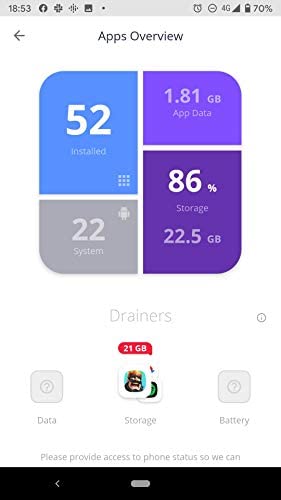 18:53 4G 70%
Apps Overview
52
Installed
1.81 GB
App Data
22
System
86 %
Storage
22.5 GB
Drainers
21 GB
Data Storage Battery
Please provide access to phone status so we can